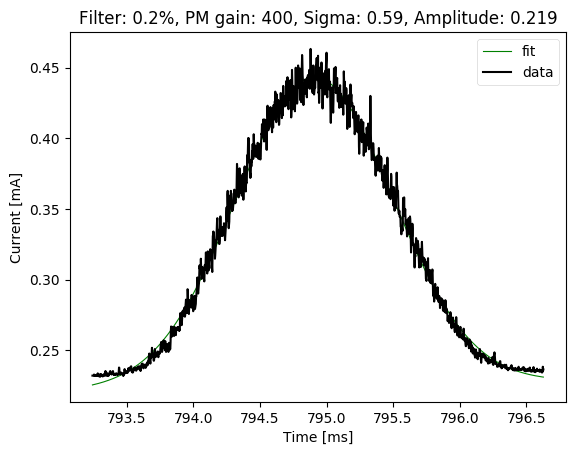 Filter: 0.2%, PM gain: 400, Sigma: 0.59, Amplitude: 0.219
fit
data
0.45
0.40
0.35
0.30
0.25
Current [mA]
793.5 794.0 794.5 795.0 795.5 796.0 796.5
Time [ms]